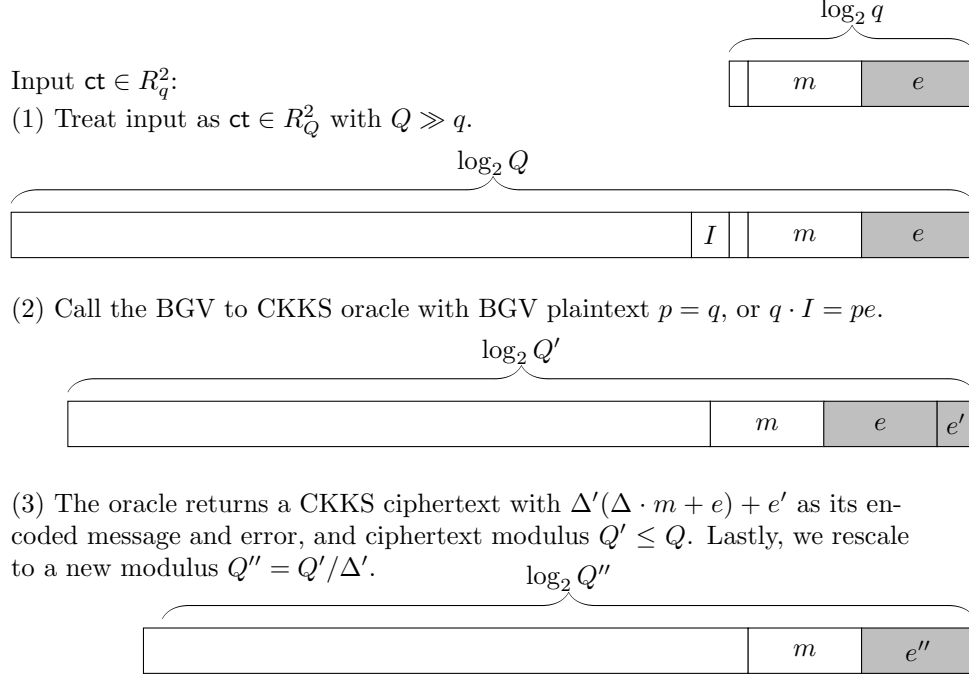 log₂ q
Input ct ∈ R_q^2:
m e
(1) Treat input as ct ∈ R_Q^2 with Q ≫ q.
log₂ Q
I m e
(2) Call the BGV to CKKS oracle with BGV plaintext p = q, or q · I = pe.
log₂ Q′
m e e′
(3) The oracle returns a CKKS ciphertext with Δ′(Δ · m + e) + e′ as its en-
coded message and error, and ciphertext modulus Q′ ≤ Q. Lastly, we rescale
to a new modulus Q″ = Q′/Δ′.
log₂ Q″
m e″